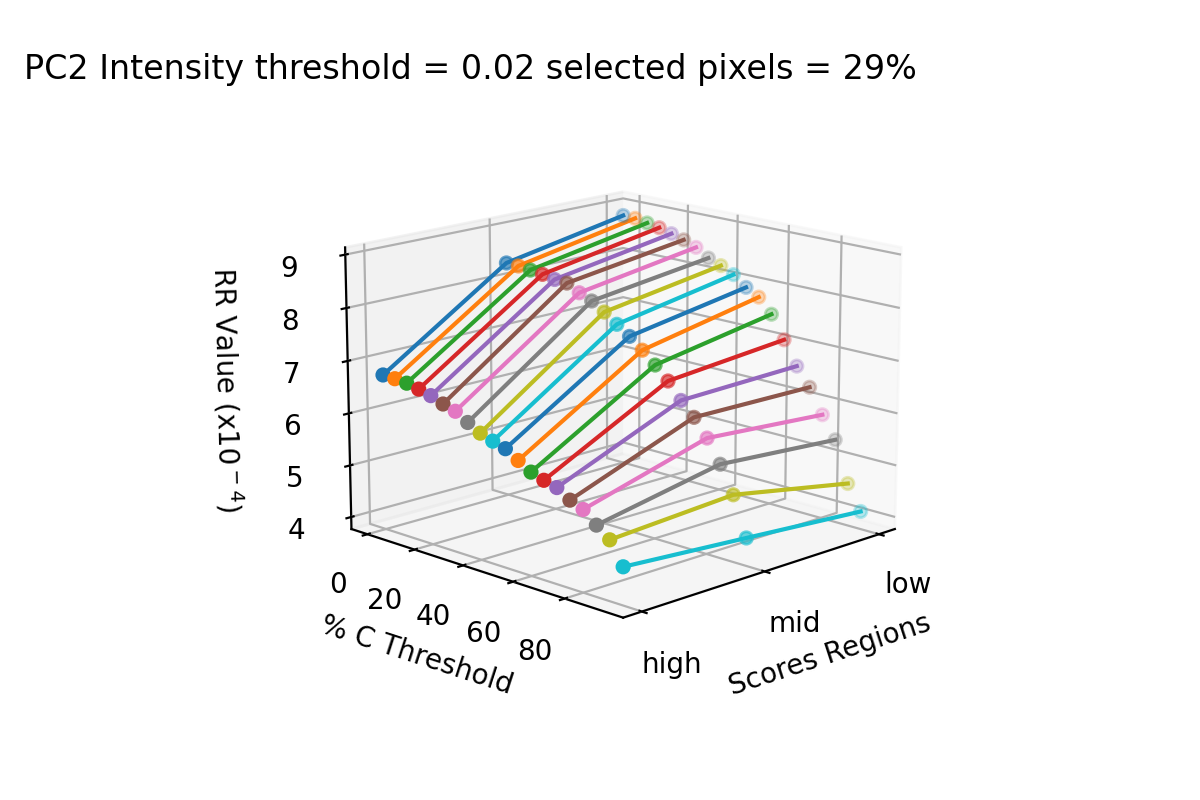 PC2 Intensity threshold = 0.02 selected pixels = 29%
RR Value (x10⁻⁴)
9
8
7
6
5
4
0
20
40
60
80
% C Threshold
high
mid
low
Scores Regions